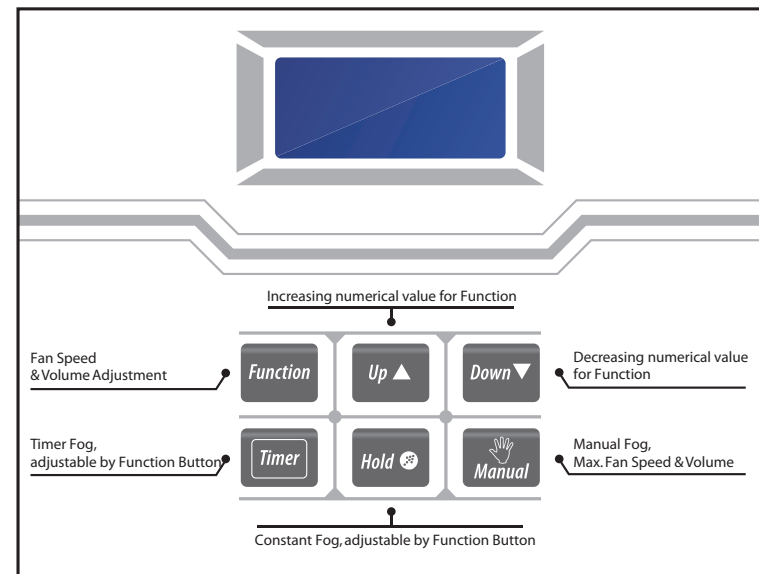 Increasing numerical value for Function
Fan Speed
& Volume Adjustment
Function
Up ▲
Down ▼
Decreasing numerical value
for Function
Timer Fog,
adjustable by Function Button
Timer
Hold
Manual
Manual Fog,
Max. Fan Speed & Volume
Constant Fog, adjustable by Function Button